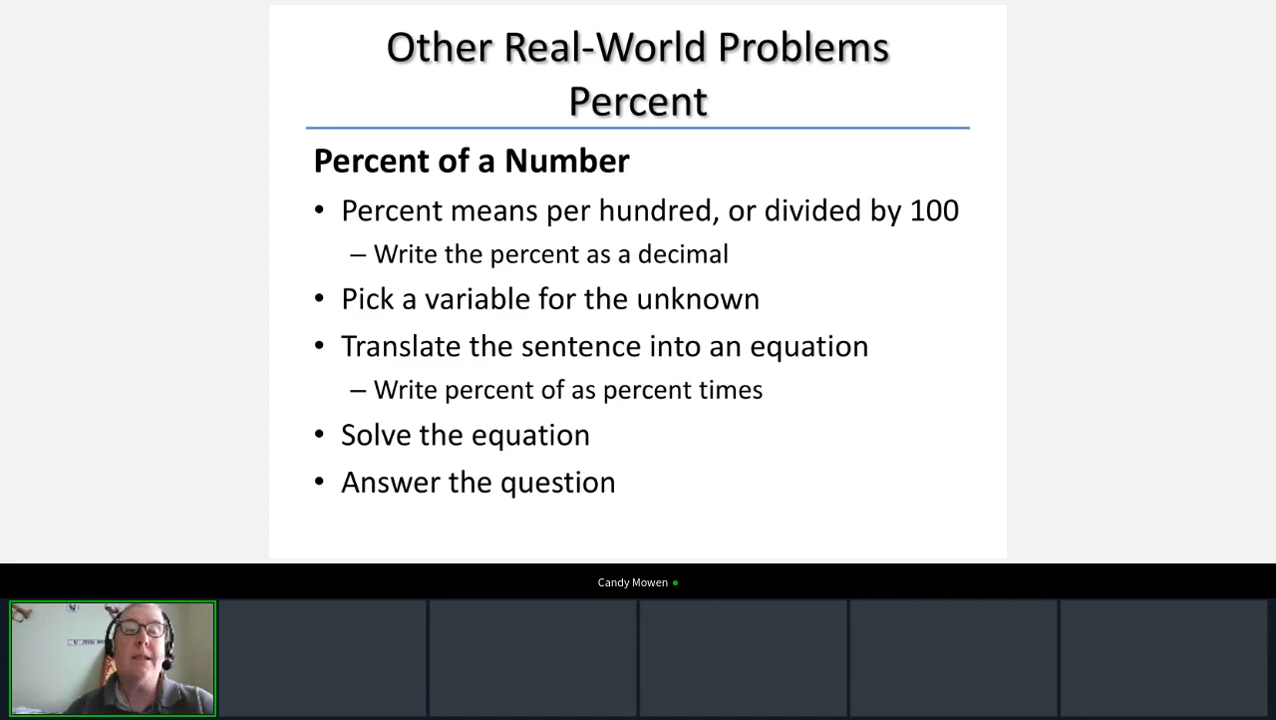 Other Real-World Problems
Percent
Percent of a Number
• Percent means per hundred, or divided by 100
– Write the percent as a decimal
• Pick a variable for the unknown
• Translate the sentence into an equation
– Write percent of as percent times
• Solve the equation
• Answer the question
Candy Mowen